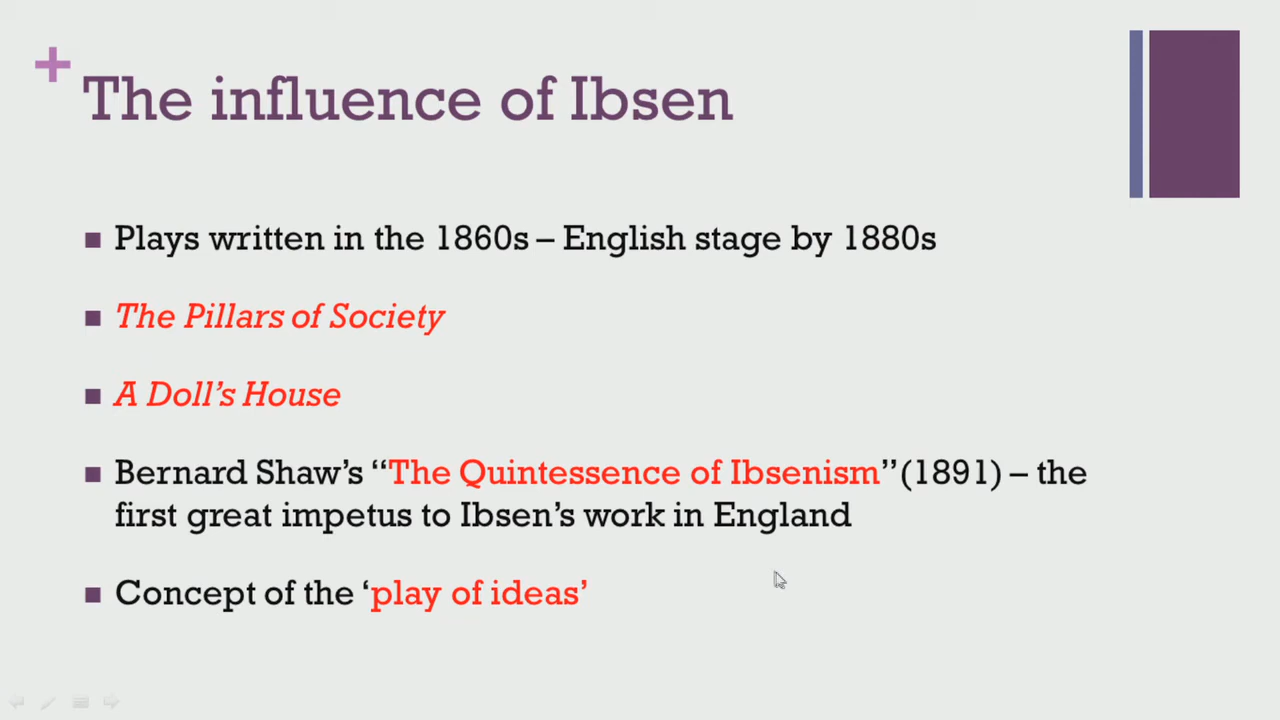 The influence of Ibsen
Plays written in the 1860s – English stage by 1880s
The Pillars of Society
A Doll’s House
Bernard Shaw’s “The Quintessence of Ibsenism”(1891) – the
first great impetus to Ibsen’s work in England
Concept of the ‘play of ideas’